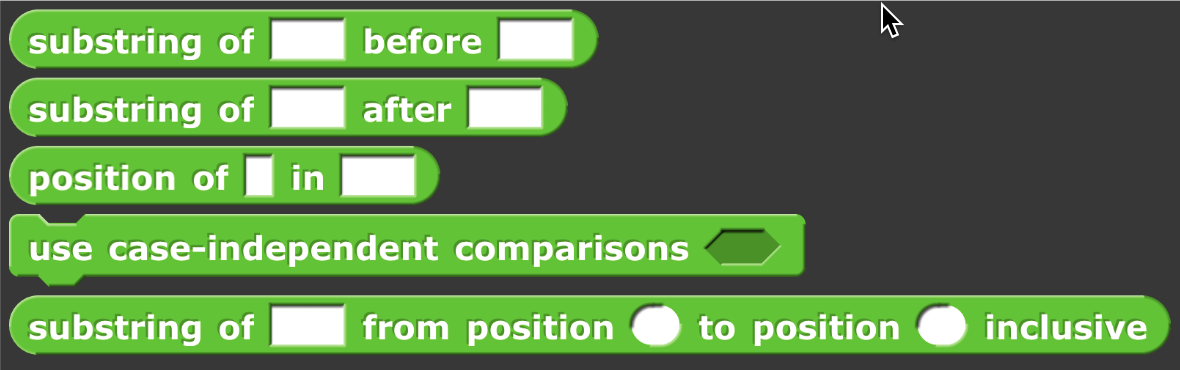 substring of before
substring of after
position of in
use case-independent comparisons
substring of from position to position inclusive